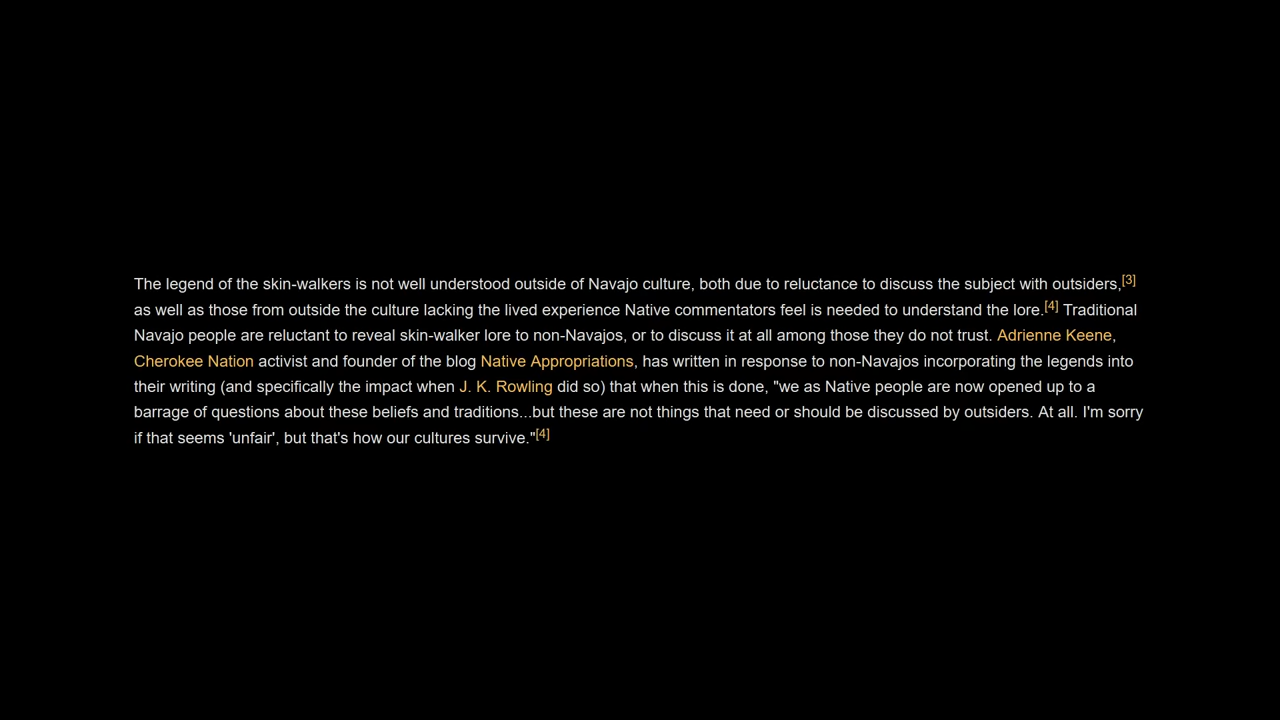 The legend of the skin-walkers is not well understood outside of Navajo culture, both due to reluctance to discuss the subject with outsiders,[3]
as well as those from outside the culture lacking the lived experience Native commentators feel is needed to understand the lore.[4] Traditional
Navajo people are reluctant to reveal skin-walker lore to non-Navajos, or to discuss it at all among those they do not trust. Adrienne Keene,
Cherokee Nation activist and founder of the blog Native Appropriations, has written in response to non-Navajos incorporating the legends into
their writing (and specifically the impact when J. K. Rowling did so) that when this is done, "we as Native people are now opened up to a
barrage of questions about these beliefs and traditions...but these are not things that need or should be discussed by outsiders. At all. I'm sorry
if that seems 'unfair', but that's how our cultures survive."[4]